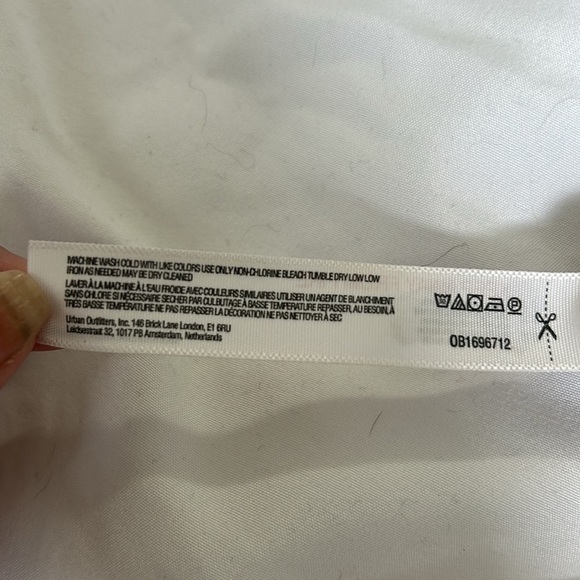 MACHINE WASH COLD WITH LIKE COLORS USE ONLY NON-CHLORINE BLEACH TUMBLE DRY LOW LOW
IRON AS NEEDED MAY BE DRY CLEANED
LAVER À LA MACHINE À L'EAU FROIDE AVEC COULEURS SIMILAIRES UTILISER UN AGENT DE BLANCHIMENT
SANS CHLORE SI NÉCESSAIRE SECHER PAR CULBUTAGE À BASSE TEMPÉRATURE REPASSER, AU BESOIN, À
TRÈS BASSE TEMPÉRATURE NE PAS REPASSER LA DÉCORATION NE PAS NETTOYER À SEC
Urban Outfitters, Inc. 146 Brick Lane London, E1 6RU
Leidsestraat 32, 1017 PB Amsterdam, Netherlands
P
OB1696712